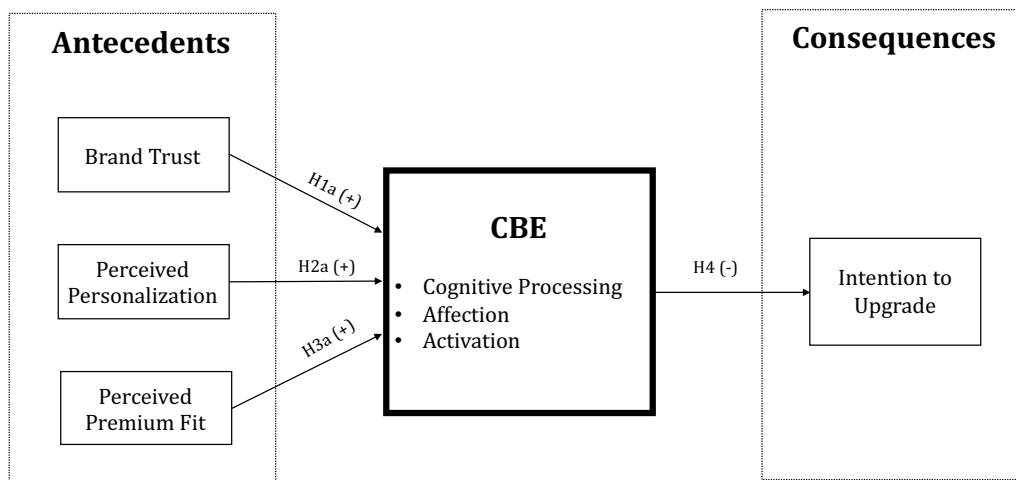 Antecedents
Brand Trust
Perceived
Personalization
Perceived
Premium Fit
H1a (+)
H2a (+)
H3a (+)
CBE
• Cognitive Processing
• Affection
• Activation
H4 (-)
Consequences
Intention to
Upgrade